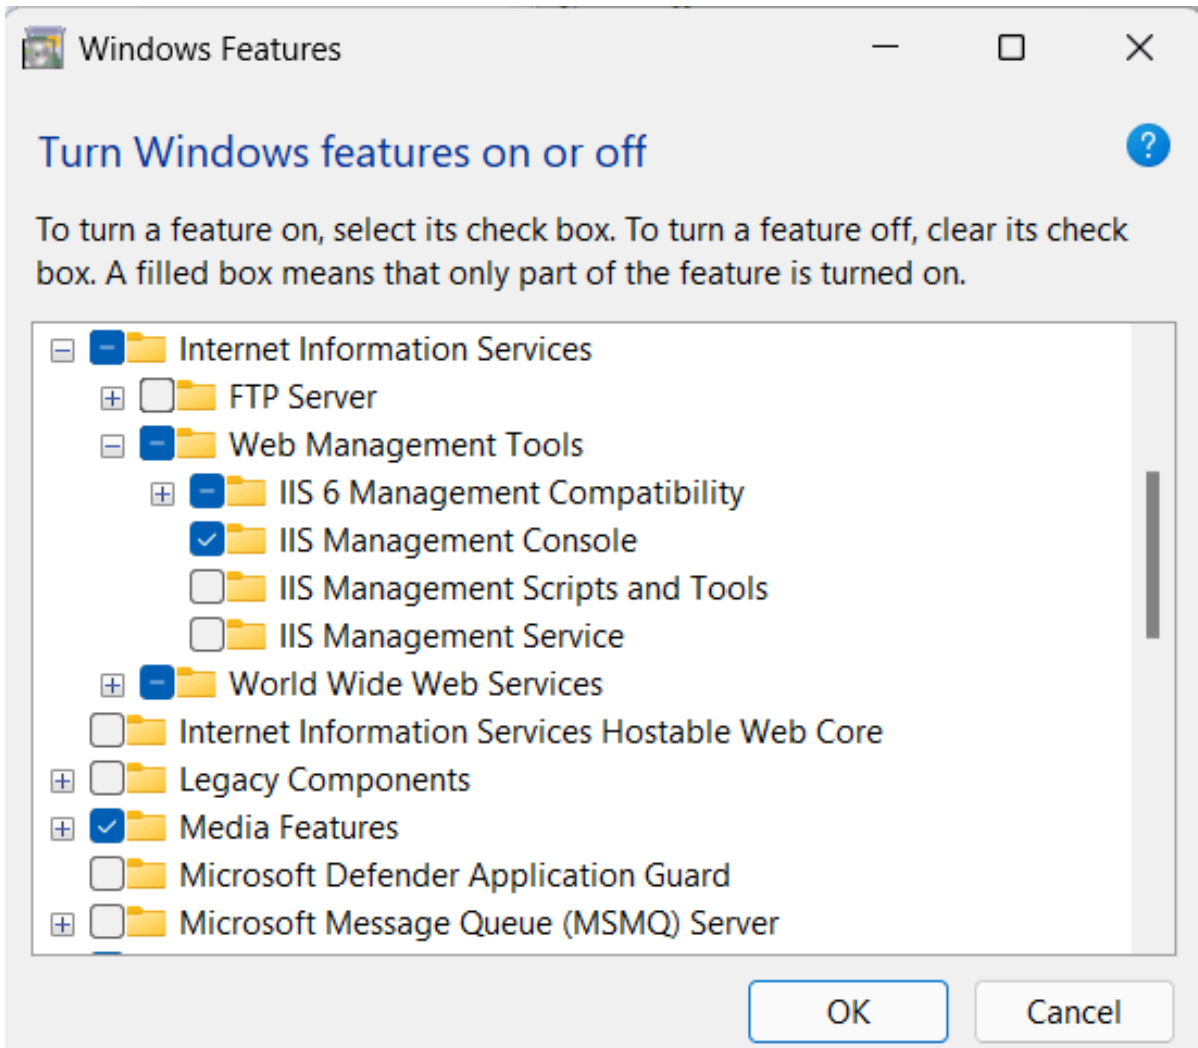 Windows Features
Turn Windows features on or off
?
To turn a feature on, select its check box. To turn a feature off, clear its check
box. A filled box means that only part of the feature is turned on.
Internet Information Services
FTP Server
Web Management Tools
IIS 6 Management Compatibility
IIS Management Console
IIS Management Scripts and Tools
IIS Management Service
World Wide Web Services
Internet Information Services Hostable Web Core
Legacy Components
Media Features
Microsoft Defender Application Guard
Microsoft Message Queue (MSMQ) Server
OK Cancel